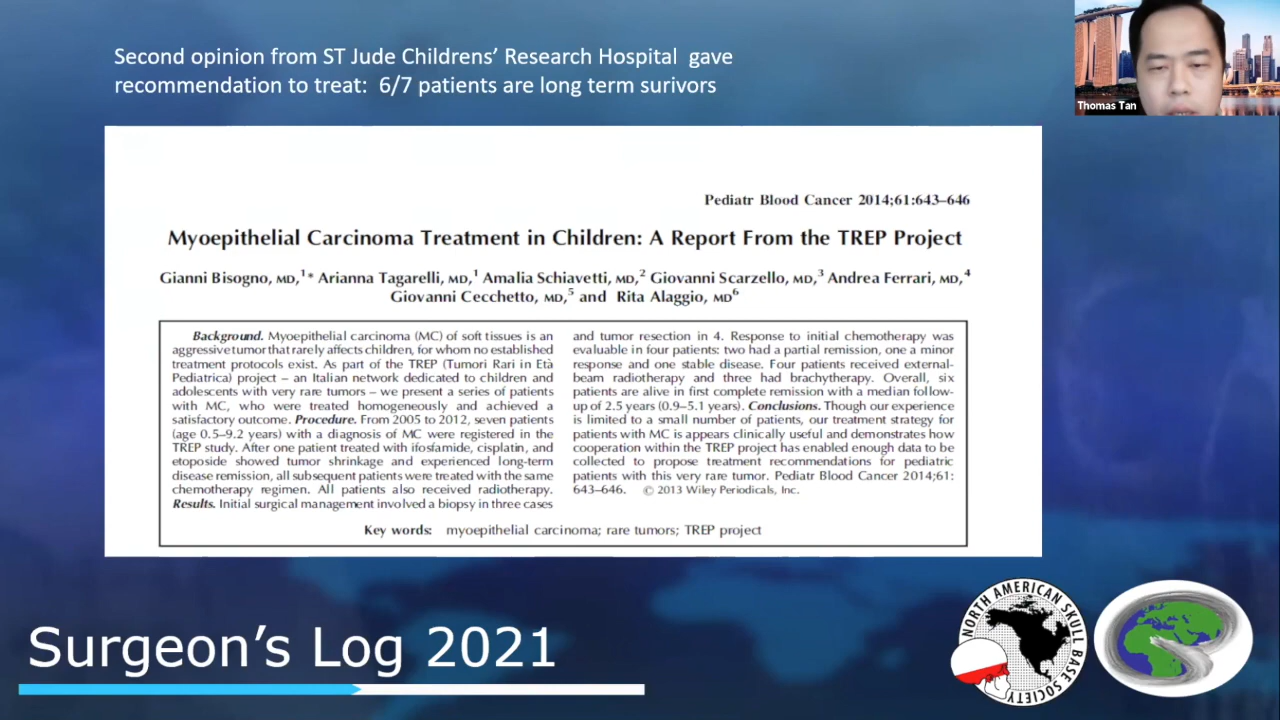 Second opinion from ST Jude Childrens’ Research Hospital gave
recommendation to treat: 6/7 patients are long term surivors
Thomas Tan
Pediatr Blood Cancer 2014;61:643–646
Myoepithelial Carcinoma Treatment in Children: A Report From the TREP Project
Gianni Bisogno, MD,1* Arianna Tagarelli, MD,1 Amalia Schiavetti, MD,2 Giovanni Scarzello, MD,3 Andrea Ferrari, MD,4
Giovanni Cecchetto, MD,5 and Rita Alaggio, MD6
Background. Myoepithelial carcinoma (MC) of soft tissues is an
aggressive tumor that rarely affects children, for whom no established
treatment protocols exist. As part of the TREP (Tumori Rari in Età
Pediatrica) project – an Italian network dedicated to children and
adolescents with very rare tumors – we present a series of patients
with MC, who were treated homogeneously and achieved a
satisfactory outcome. Procedure. From 2005 to 2012, seven patients
(age 0.5–9.2 years) with a diagnosis of MC were registered in the
TREP study. After one patient treated with ifosfamide, cisplatin, and
etoposide showed tumor shrinkage and experienced long-term
disease remission, all subsequent patients were treated with the same
chemotherapy regimen. All patients also received radiotherapy.
Results. Initial surgical management involved a biopsy in three cases
and tumor resection in 4. Response to initial chemotherapy was
evaluable in four patients: two had a partial remission, one a minor
response and one stable disease. Four patients received external-
beam radiotherapy and three had brachytherapy. Overall, six
patients are alive in first complete remission with a median follow-
up of 2.5 years (0.9–5.1 years). Conclusions. Though our experience
is limited to a small number of patients, our treatment strategy for
patients with MC is appears clinically useful and demonstrates how
cooperation within the TREP project has enabled enough data to be
collected to propose treatment recommendations for pediatric
patients with this very rare tumor. Pediatr Blood Cancer 2014;61:
643–646. © 2013 Wiley Periodicals, Inc.
Key words: myoepithelial carcinoma; rare tumors; TREP project
Surgeon’s Log 2021
NORTH AMERICAN SKULL BASE SOCIETY